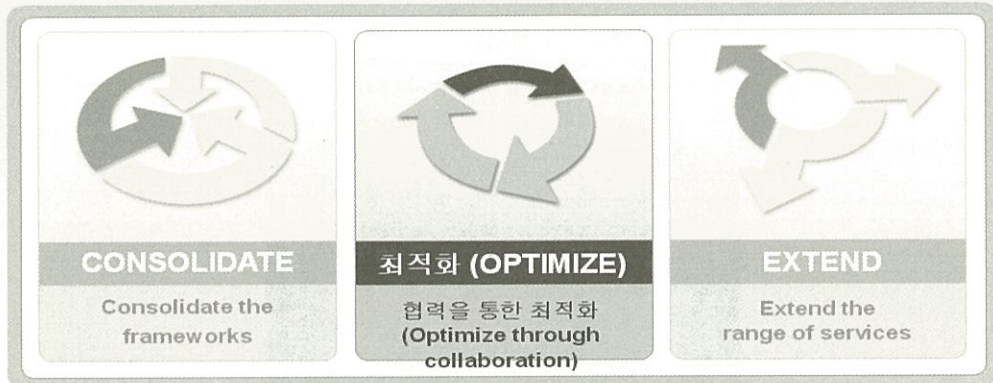 CONSOLIDATE
Consolidate the
frameworks
최적화 (OPTIMIZE)
협력을 통한 최적화
(Optimize through
collaboration)
EXTEND
Extend the
range of services